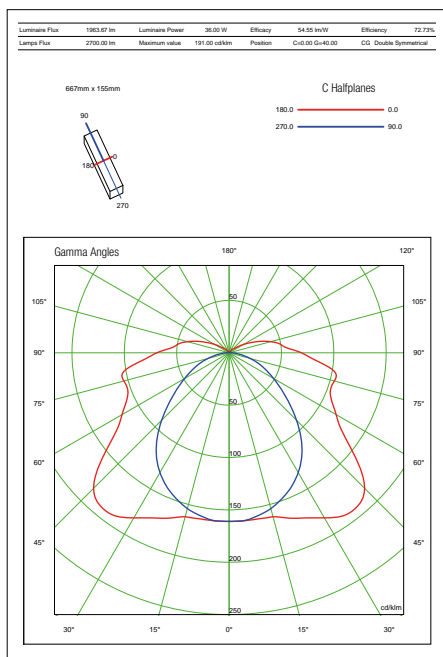 Luminaire Flux 1963.67 lm Luminaire Power 36.00 W Efficacy 54.55 lm/W Efficiency 72.73%
Lamps Flux 2700.00 lm Maximum value 191.00 cd/klm Position C=0.00 G=40.00 CG Double Symmetrical
667mm x 155mm
C Halfplanes
180.0 0.0
270.0 90.0
90
0
180
270
Gamma Angles 180° 120°
105° 105°
50
90° 90°
50
75° 75°
100
60° 60°
150
45° 45°
200
250 cd/klm
30° 15° 0° 15° 30°